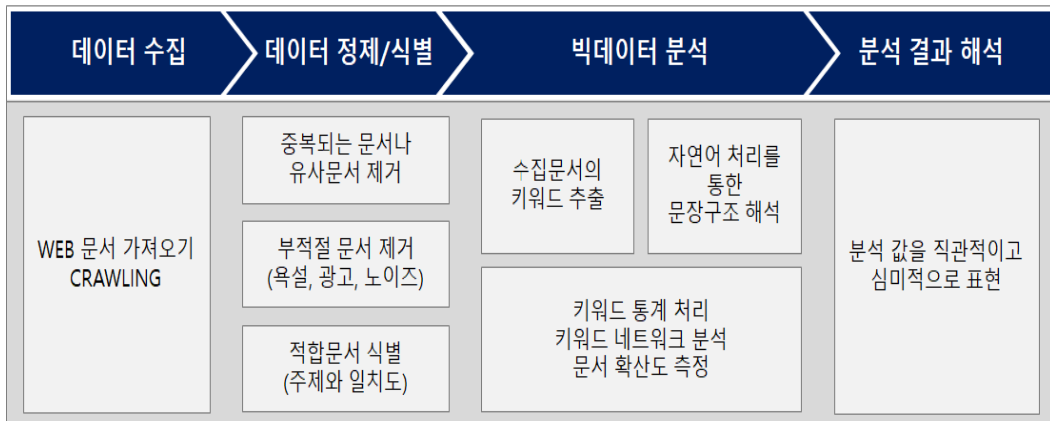 데이터 수집
데이터 정제/식별
빅데이터 분석
분석 결과 해석
WEB 문서 가져오기
CRAWLING
중복되는 문서나
유사문서 제거
부적절 문서 제거
(욕설, 광고, 노이즈)
적합문서 식별
(주제와 일치도)
수집문서의
키워드 추출
자연어 처리를
통한
문장구조 해석
키워드 통계 처리
키워드 네트워크 분석
문서 확산도 측정
분석 값을 직관적이고
심미적으로 표현